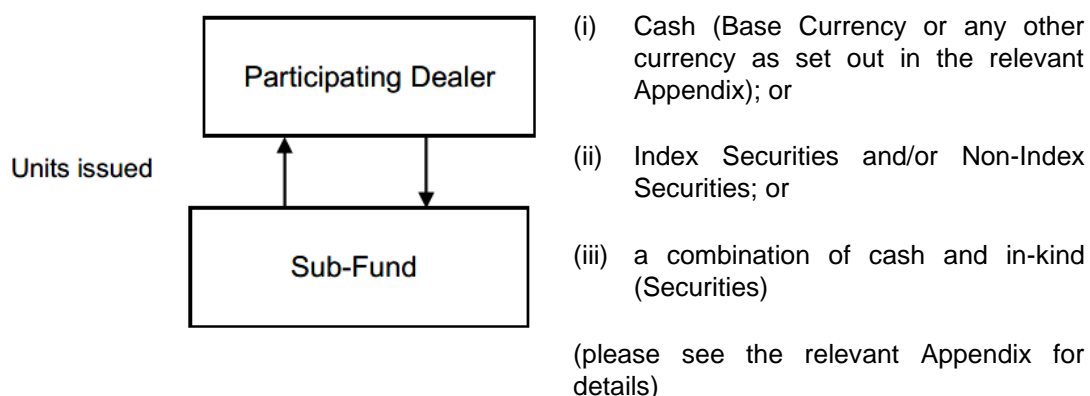 Participating Dealer
Units issued
Sub-Fund
(i) Cash (Base Currency or any other
currency as set out in the relevant
Appendix); or
(ii) Index Securities and/or Non-Index
Securities; or
(iii) a combination of cash and in-kind
(Securities)
(please see the relevant Appendix for
details)